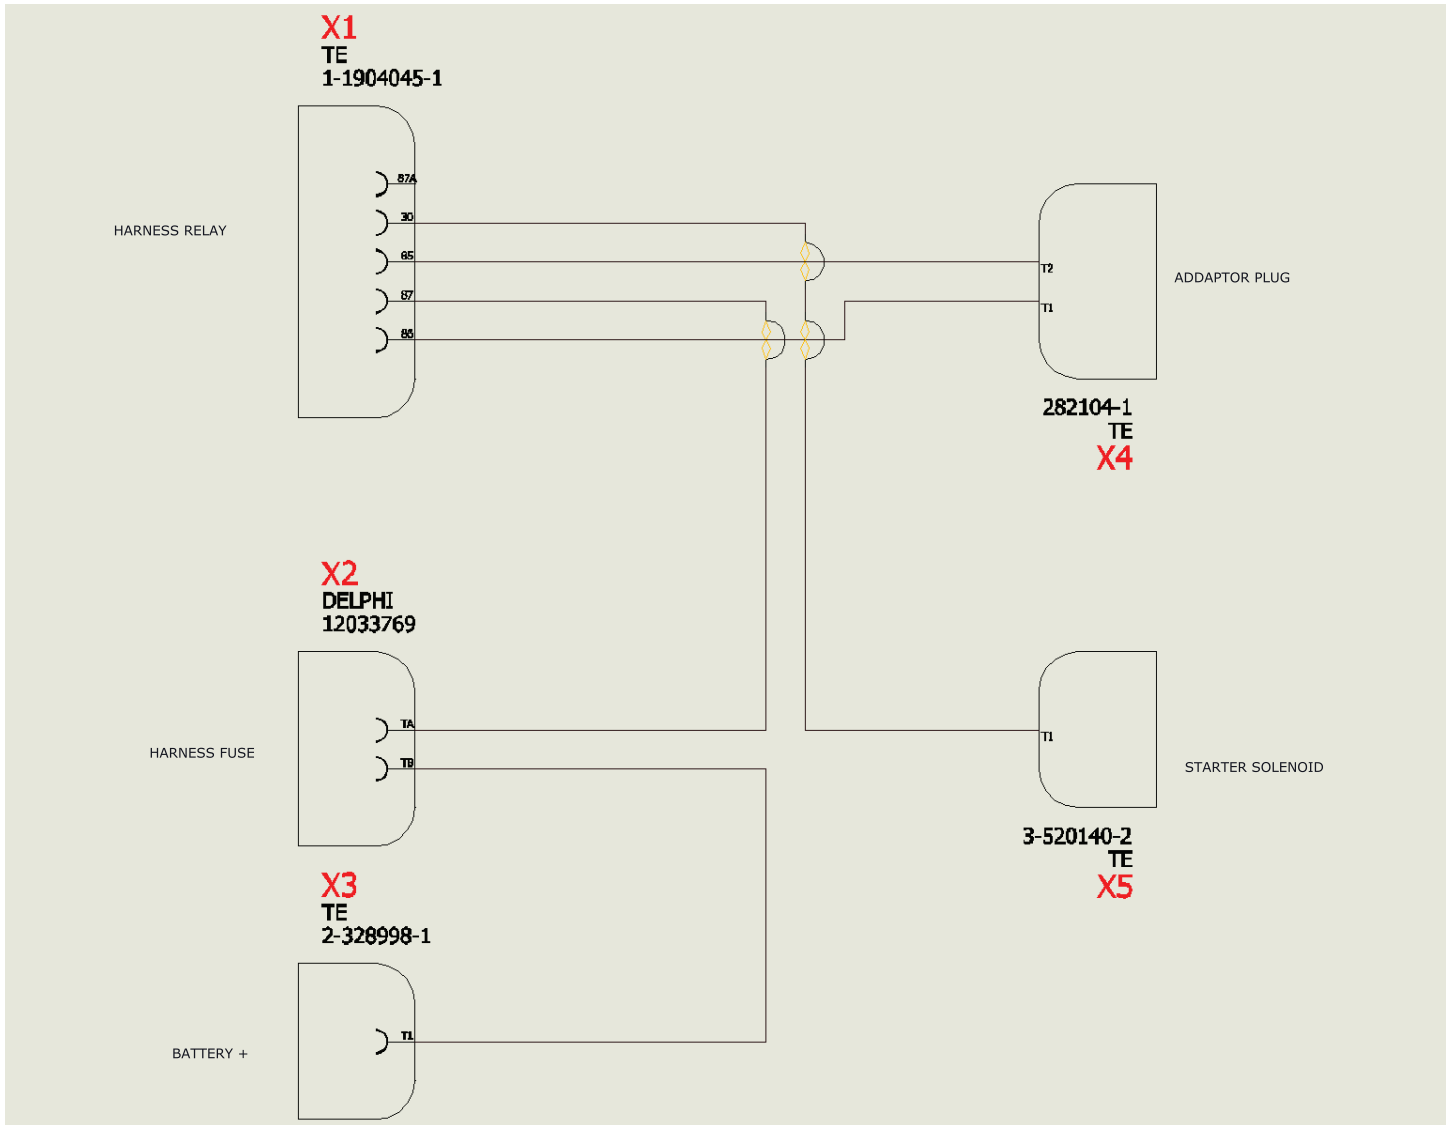 X1
TE
1-1904045-1
HARNESS RELAY
87A
30
85
87
86
T2
T1
ADDAPTOR PLUG
282104-1
TE
X4
X2
DELPHI
12033769
HARNESS FUSE
TA
TB
T1
STARTER SOLENOID
3-520140-2
TE
X5
X3
TE
2-328998-1
BATTERY +
T1